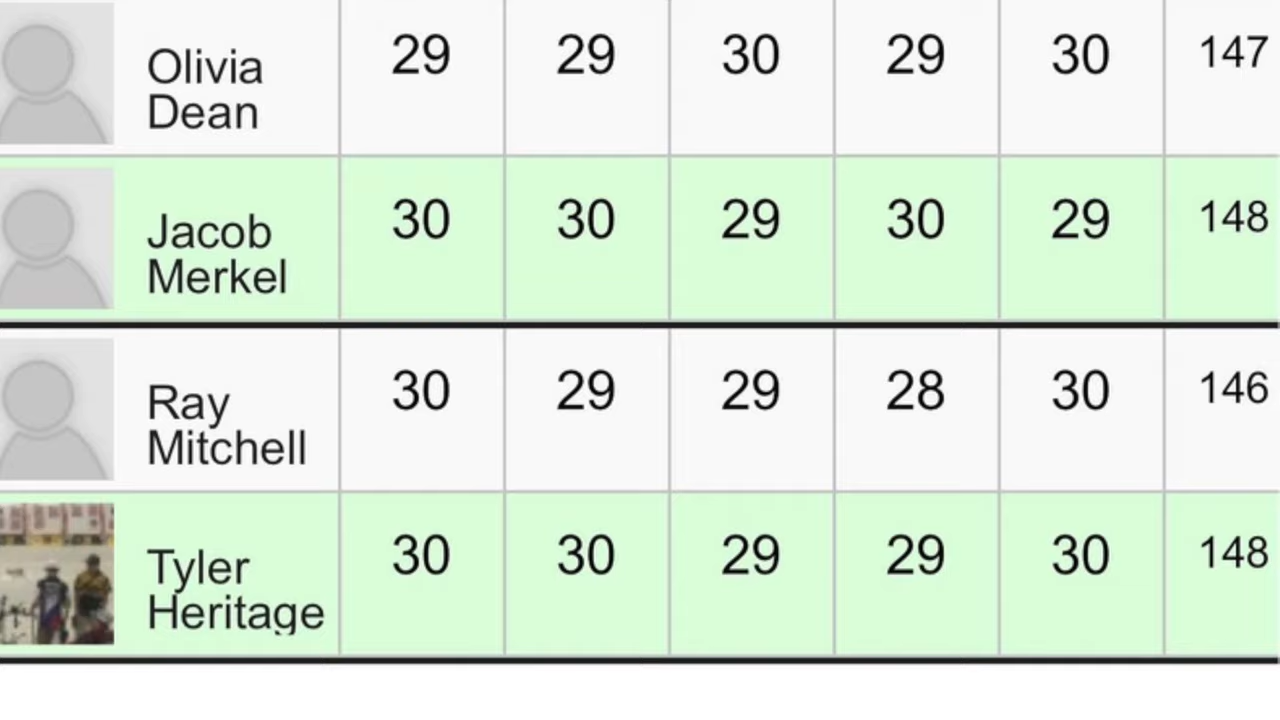 Olivia Dean 29 29 30 29 30 147
Jacob Merkel 30 30 29 30 29 148
Ray Mitchell 30 29 29 28 30 146
Tyler Heritage 30 30 29 29 30 148